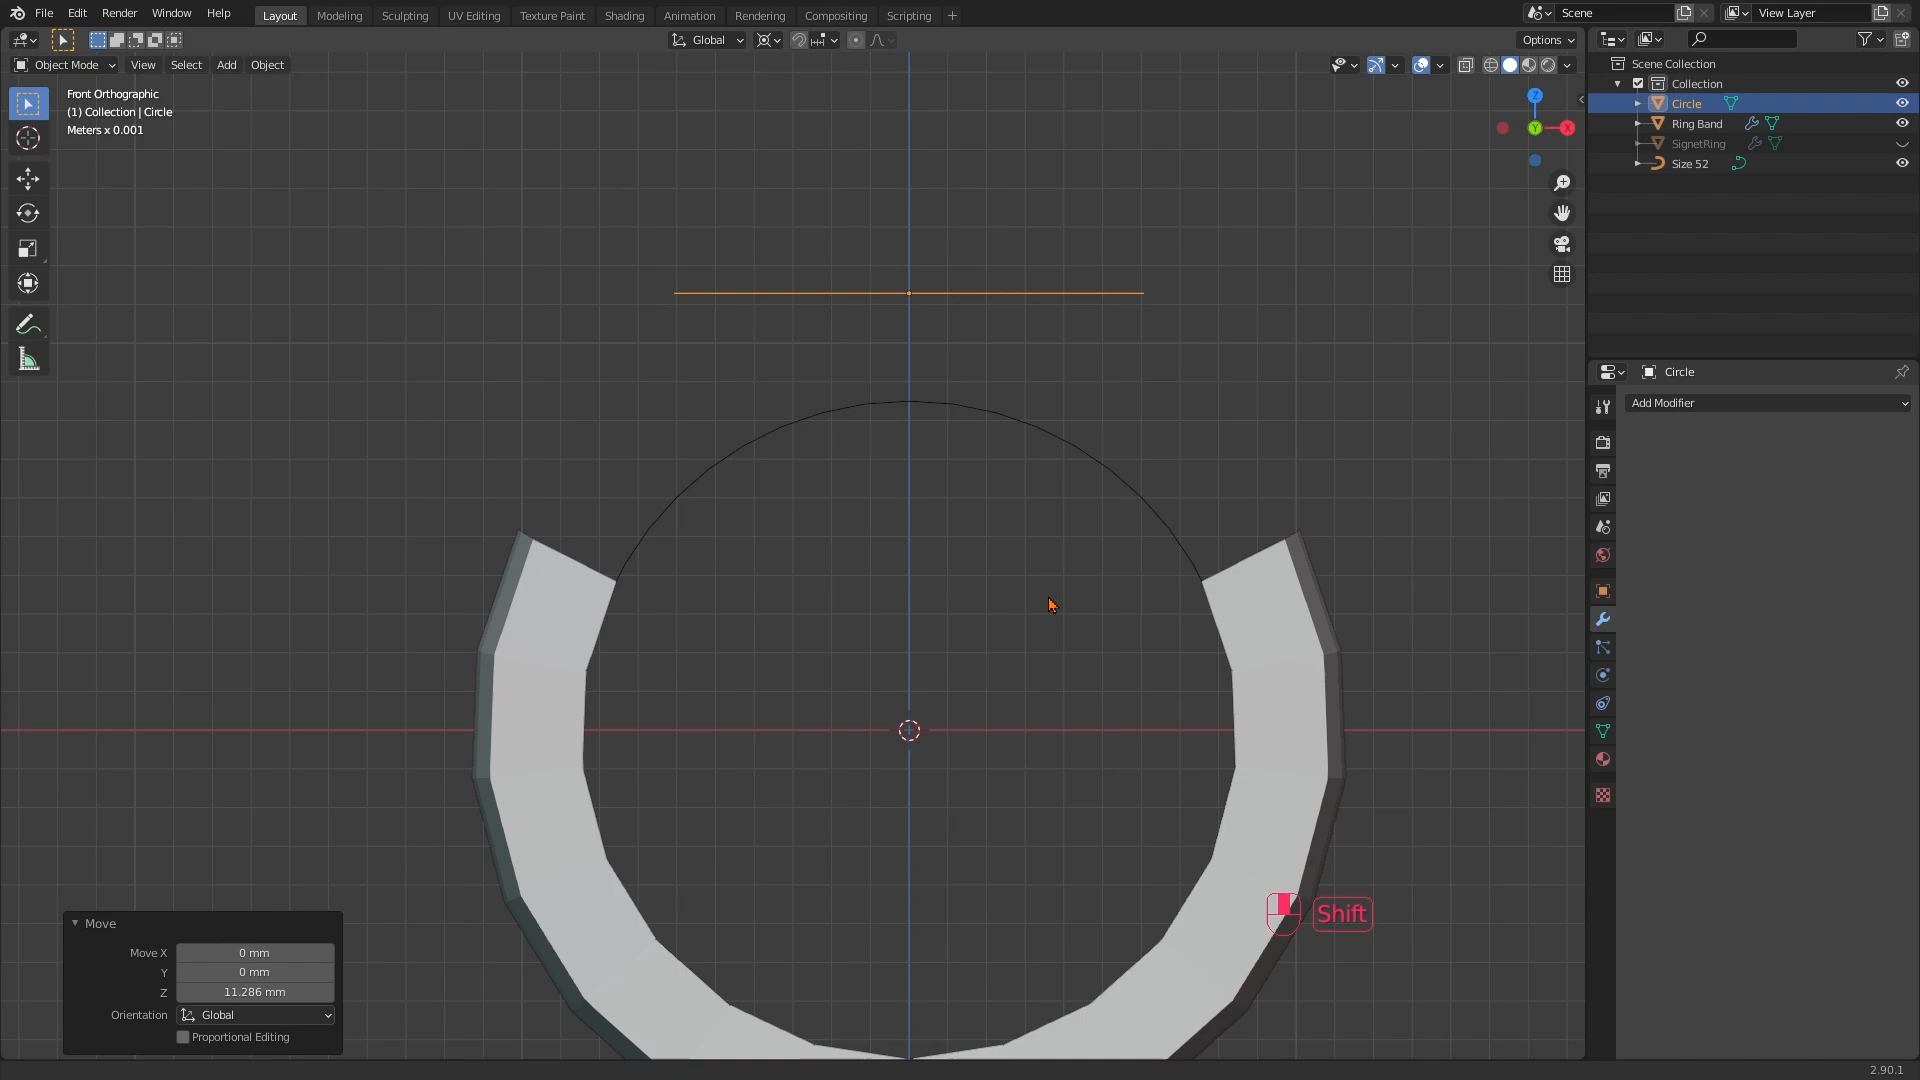 File Edit Render Window Help Layout Modeling Sculpting UV Editing Texture Paint Shading Animation Rendering Compositing Scripting + Scene View Layer
Global Options
Object Mode View Select Add Object
Front Orthographic
(1) Collection | Circle
Meters x 0.001
Z
Y
X
Scene Collection
Collection
Circle
Ring Band
SignetRing
Size 52
Circle
Add Modifier
Shift
Move
Move X 0 mm
Y 0 mm
Z 11.286 mm
Orientation Global
Proportional Editing
2.90.1